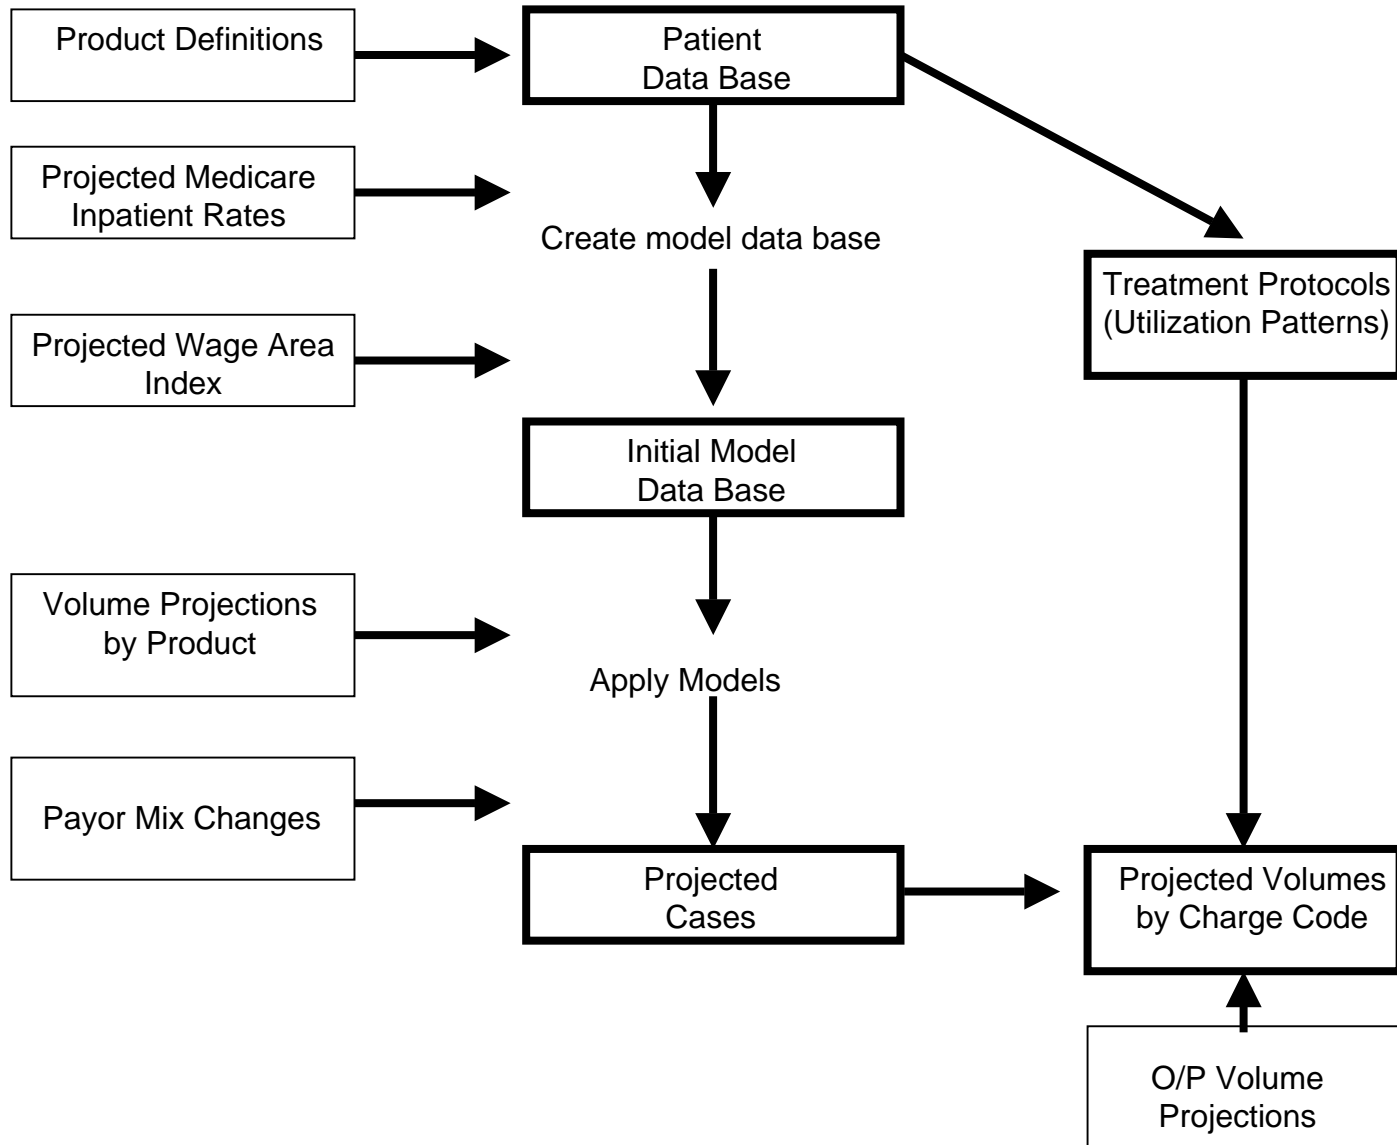 Product Definitions
Patient
Data Base
Projected Medicare
Inpatient Rates
Create model data base
Treatment Protocols
(Utilization Patterns)
Projected Wage Area
Index
Initial Model
Data Base
Volume Projections
by Product
Apply Models
Payor Mix Changes
Projected
Cases
Projected Volumes
by Charge Code
O/P Volume
Projections